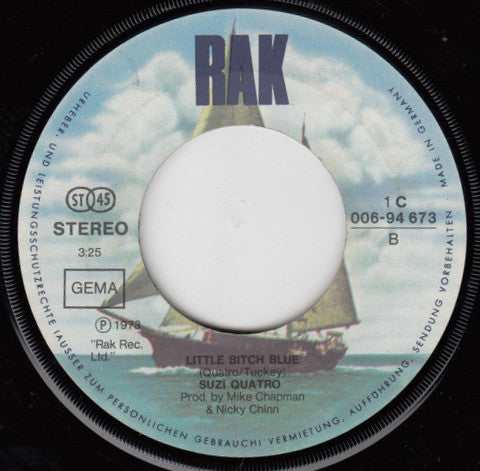 RAK
ST 45
STEREO
3:25
GEMA
℗ 1973
"Rak Rec.
Ltd."
1 C
006-94 673
B
LITTLE BITCH BLUE
(Quatro/Tuckey)
SUZI QUATRO
Prod. by Mike Chapman
& Nicky Chinn
URHEBER- UND LEISTUNGSSCHUTZRECHTE (AUSSER ZUM PERSÖNLICHEN GEBRAUCH) VERMIETUNG, AUFFÜHRUNG, SENDUNG VORBEHALTEN · MADE IN GERMANY